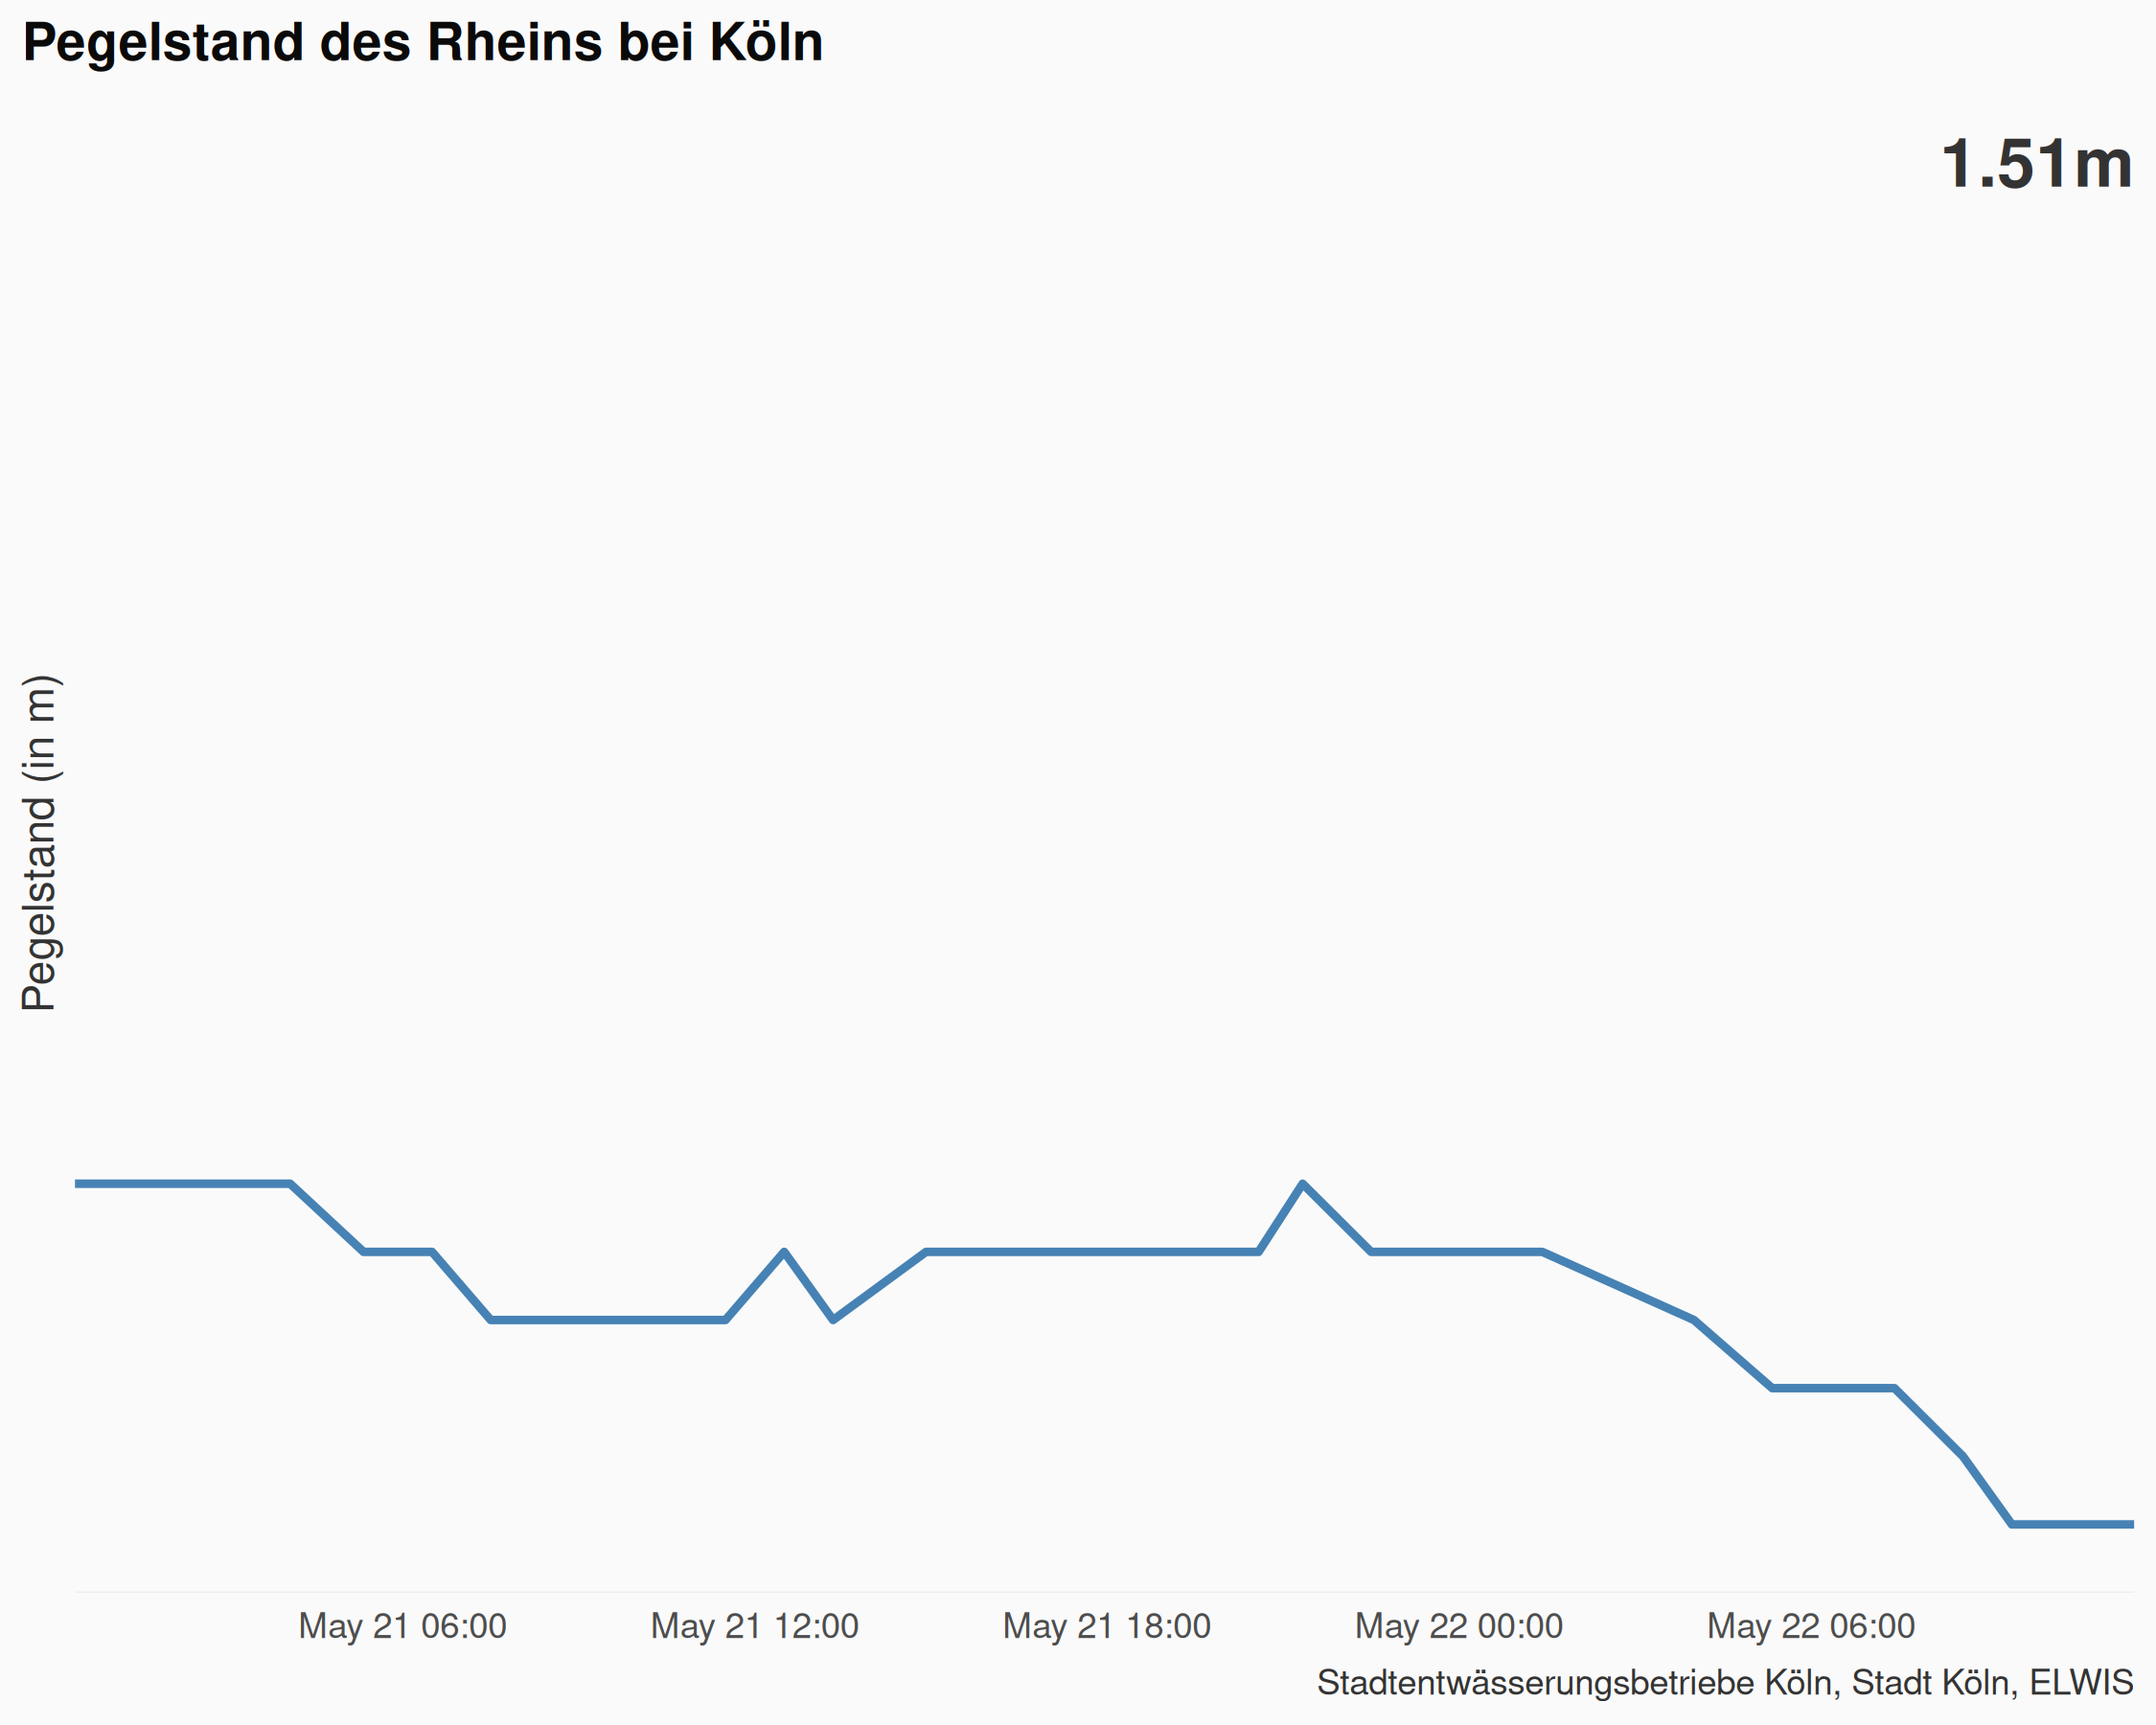 Pegelstand des Rheins bei Köln
1.51m
Pegelstand (in m)
May 21 06:00
May 21 12:00
May 21 18:00
May 22 00:00
May 22 06:00
Stadtentwässerungsbetriebe Köln, Stadt Köln, ELWIS